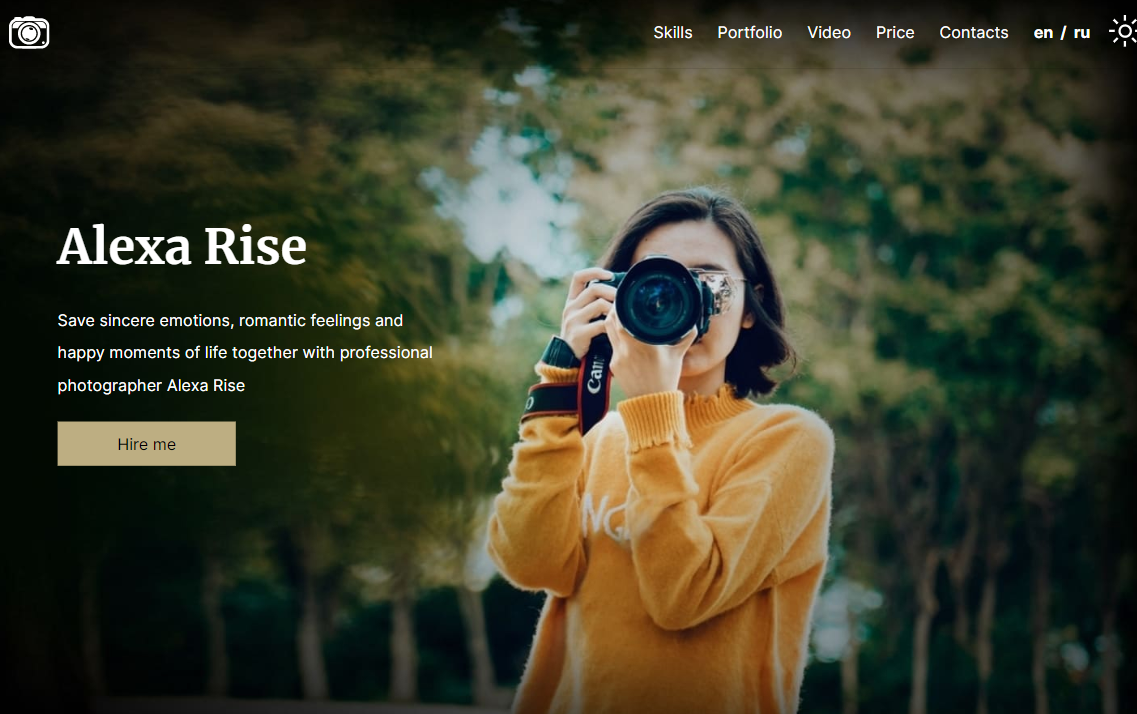 Skills Portfolio Video Price Contacts en / ru
Alexa Rise
Save sincere emotions, romantic feelings and
happy moments of life together with professional
photographer Alexa Rise
Hire me
Canon